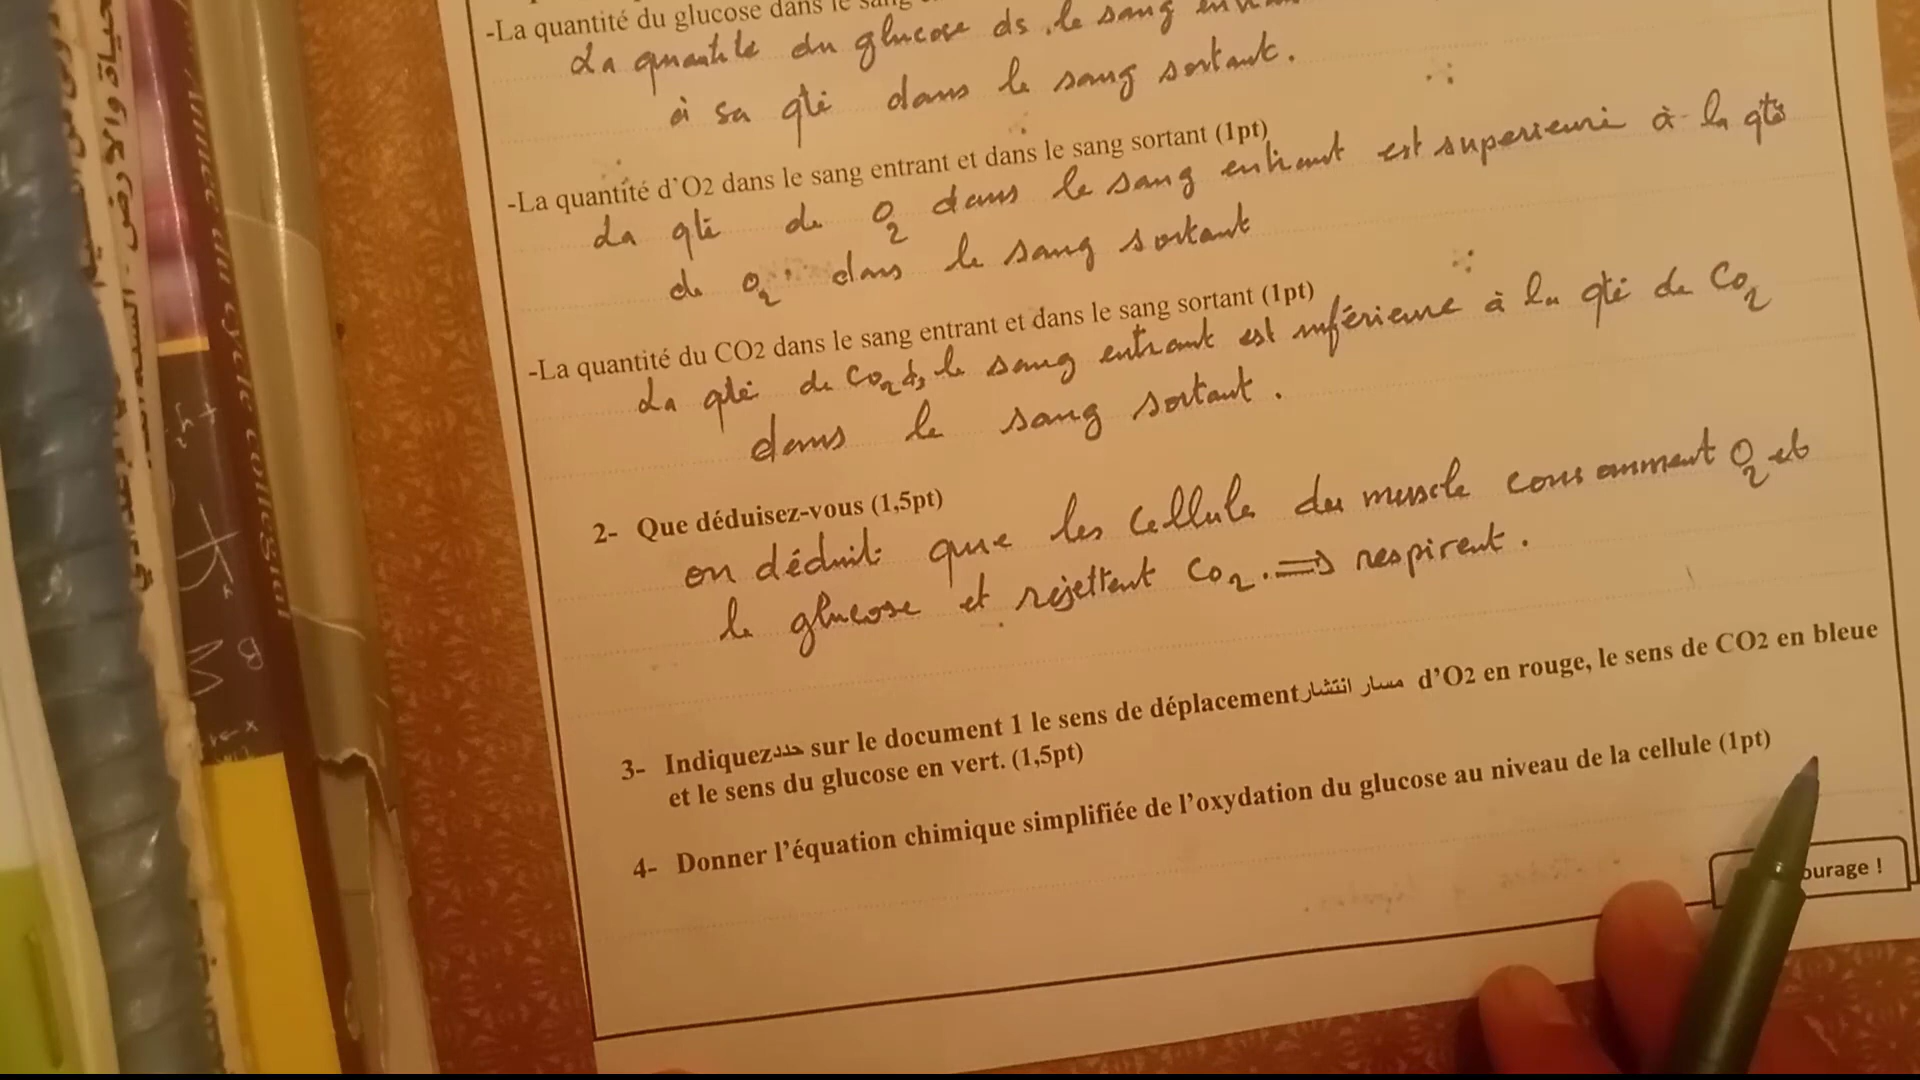 -La quantité du glucose dans le sang
La quantité du glucose ds le sang
à sa qté dans le sang sortant.
-La quantité d'O2 dans le sang entrant et dans le sang sortant (1pt)
La qté de O2 dans le sang entrant est superieure à la qté
de O2 dans le sang sortant
-La quantité du CO2 dans le sang entrant et dans le sang sortant (1pt)
La qté de Co2 ds le sang entrant est inférieure à la qté de Co2
dans le sang sortant.
2- Que déduisez-vous (1,5pt)
on déduit que les cellules du muscle consomment O2 et
le glucose et rejettent Co2. => respirent.
3- Indiquez حدد sur le document 1 le sens de déplacement مسار انتشار d'O2 en rouge, le sens de CO2 en bleue
et le sens du glucose en vert. (1,5pt)
4- Donner l'équation chimique simplifiée de l'oxydation du glucose au niveau de la cellule (1pt)
ourage !